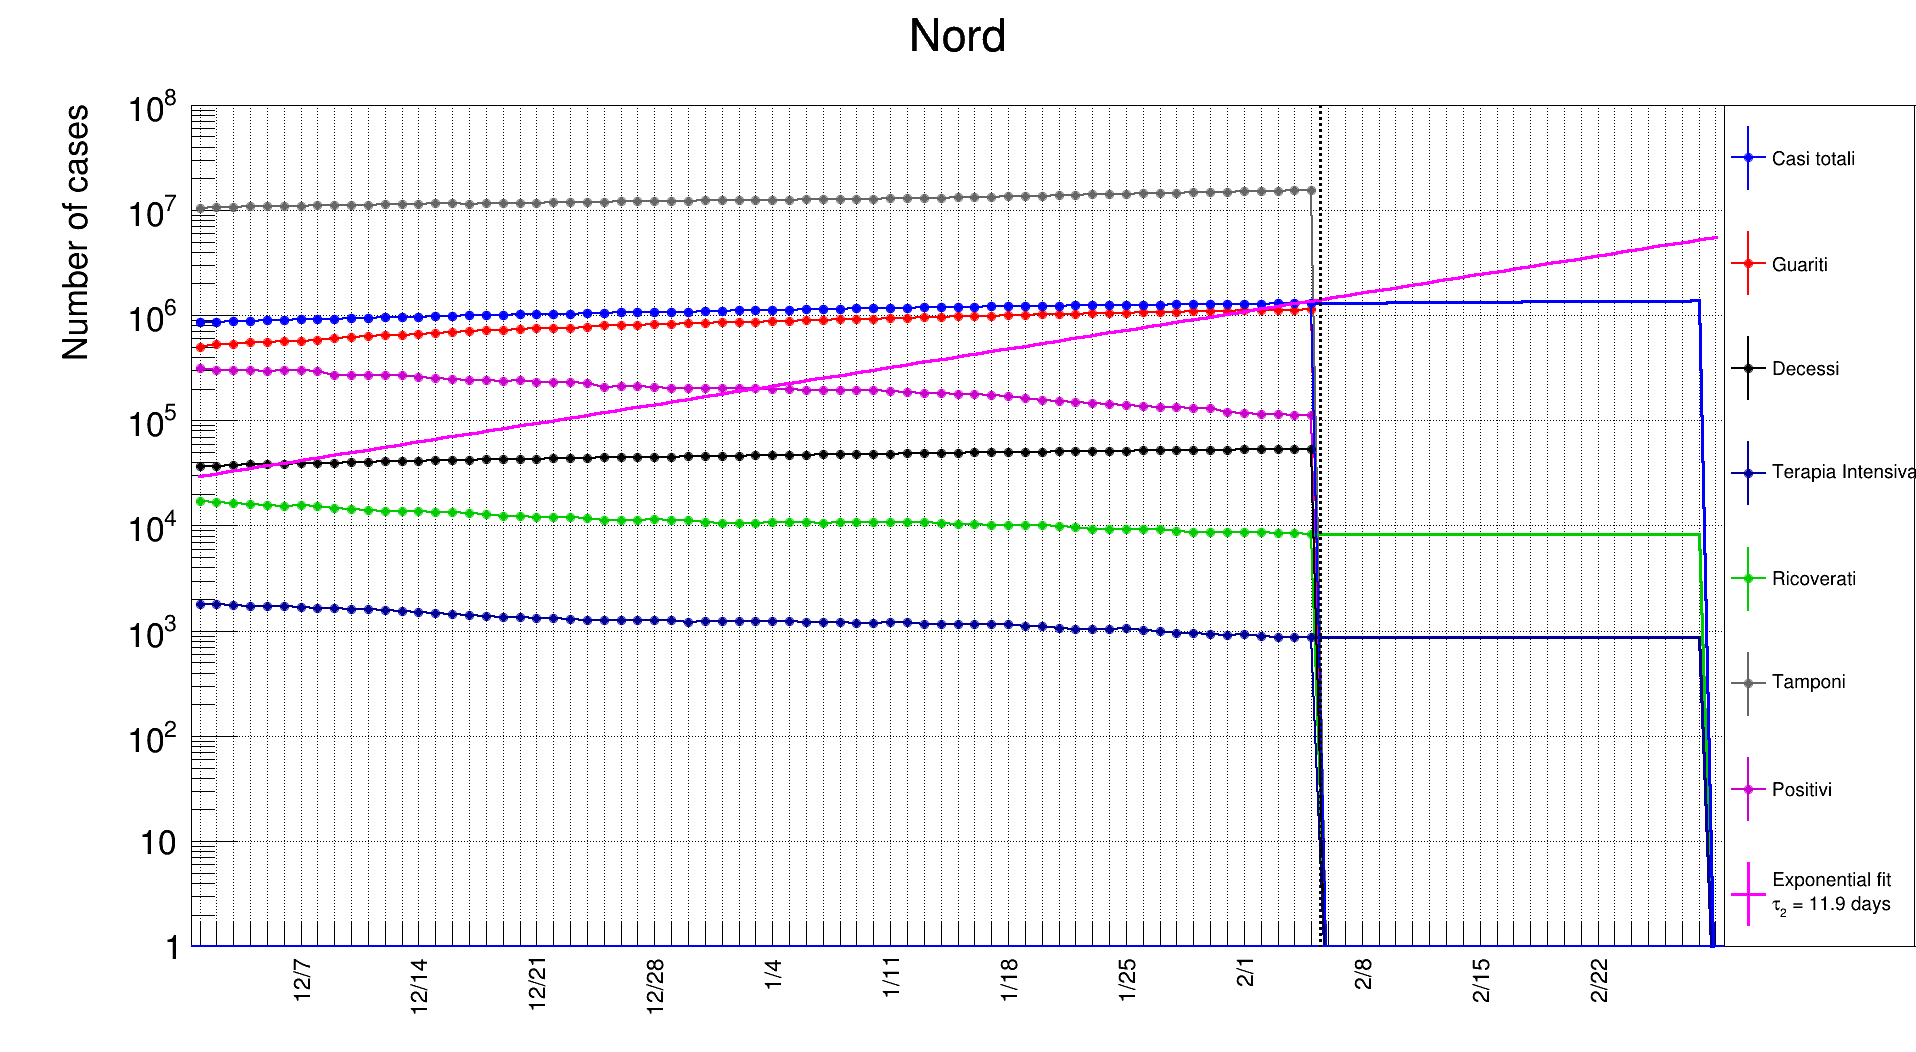 Nord
Number of cases
10^8
10^7
10^6
10^5
10^4
10^3
10^2
10
1
12/7
12/14
12/21
12/28
1/4
1/11
1/18
1/25
2/1
2/8
2/15
2/22
Casi totali
Guariti
Decessi
Terapia Intensiva
Ricoverati
Tamponi
Positivi
Exponential fit
τ₂ = 11.9 days